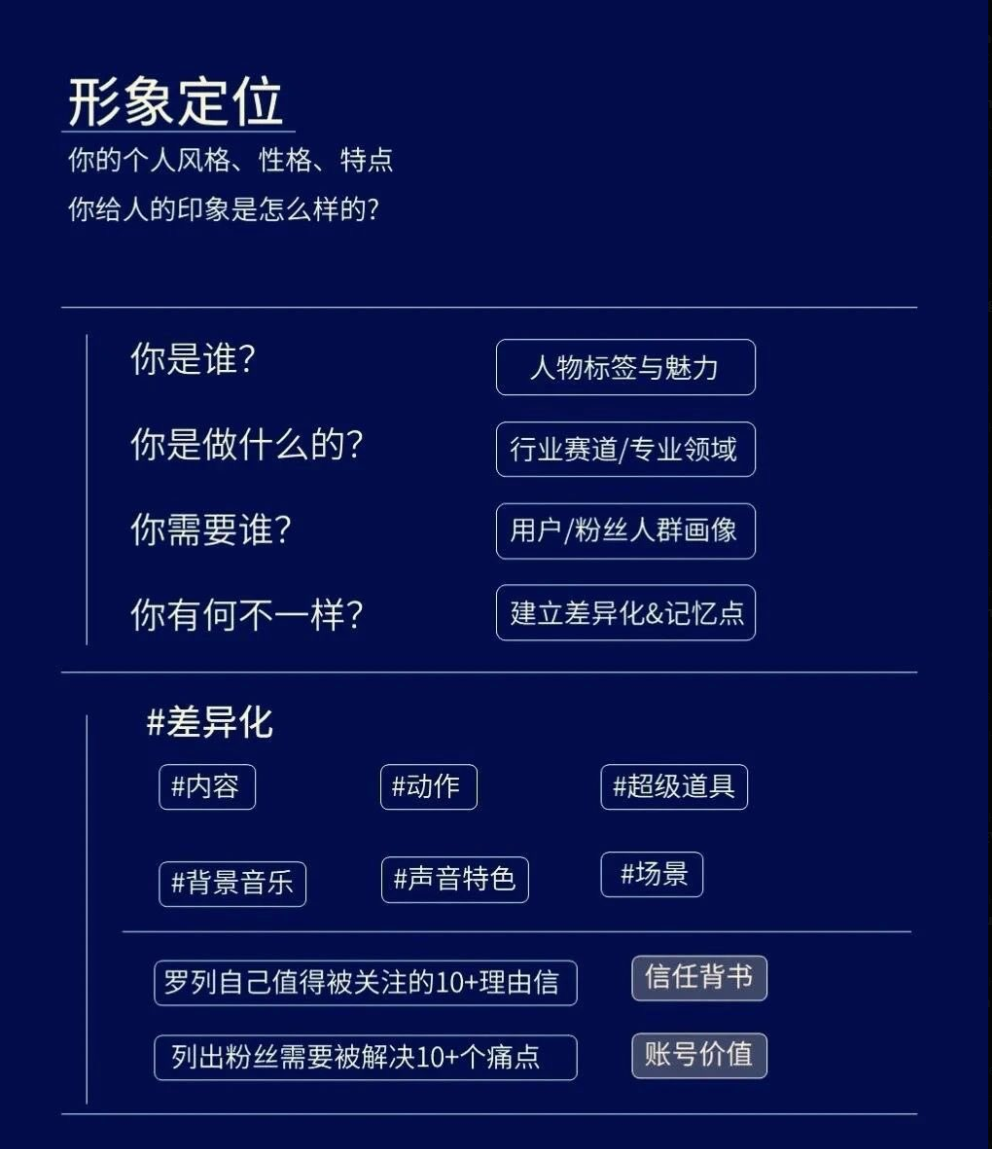 形象定位
你的个人风格、性格、特点
你给人的印象是怎么样的?
你是谁?
人物标签与魅力
你是做什么的?
行业赛道/专业领域
你需要谁?
用户/粉丝人群画像
你有何不一样?
建立差异化&记忆点
#差异化
#内容
#动作
#超级道具
#背景音乐
#声音特色
#场景
罗列自己值得被关注的10+理由信
信任背书
列出粉丝需要被解决10+个痛点
账号价值